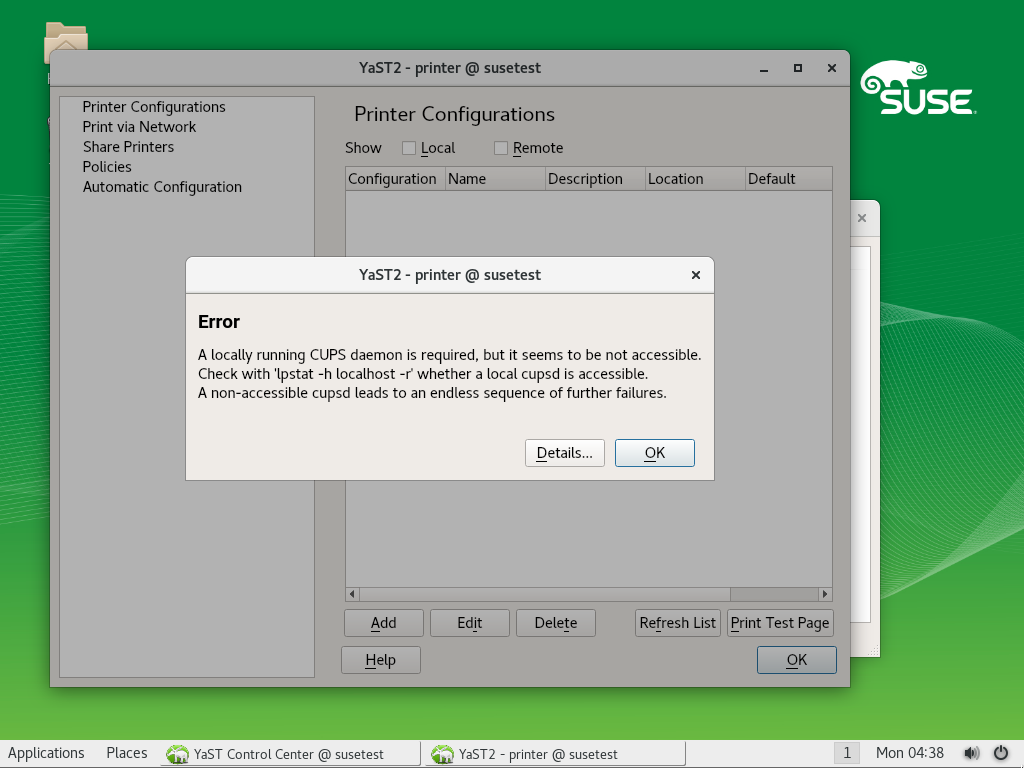 YaST2 - printer @ susetest
SUSE
Printer Configurations
Print via Network
Share Printers
Policies
Automatic Configuration
Printer Configurations
Show Local Remote
Configuration Name Description Location Default
YaST2 - printer @ susetest
Error
A locally running CUPS daemon is required, but it seems to be not accessible.
Check with 'lpstat -h localhost -r' whether a local cupsd is accessible.
A non-accessible cupsd leads to an endless sequence of further failures.
Details... OK
Add Edit Delete Refresh List Print Test Page
Help OK
Applications Places YaST Control Center @ susetest YaST2 - printer @ susetest 1 Mon 04:38